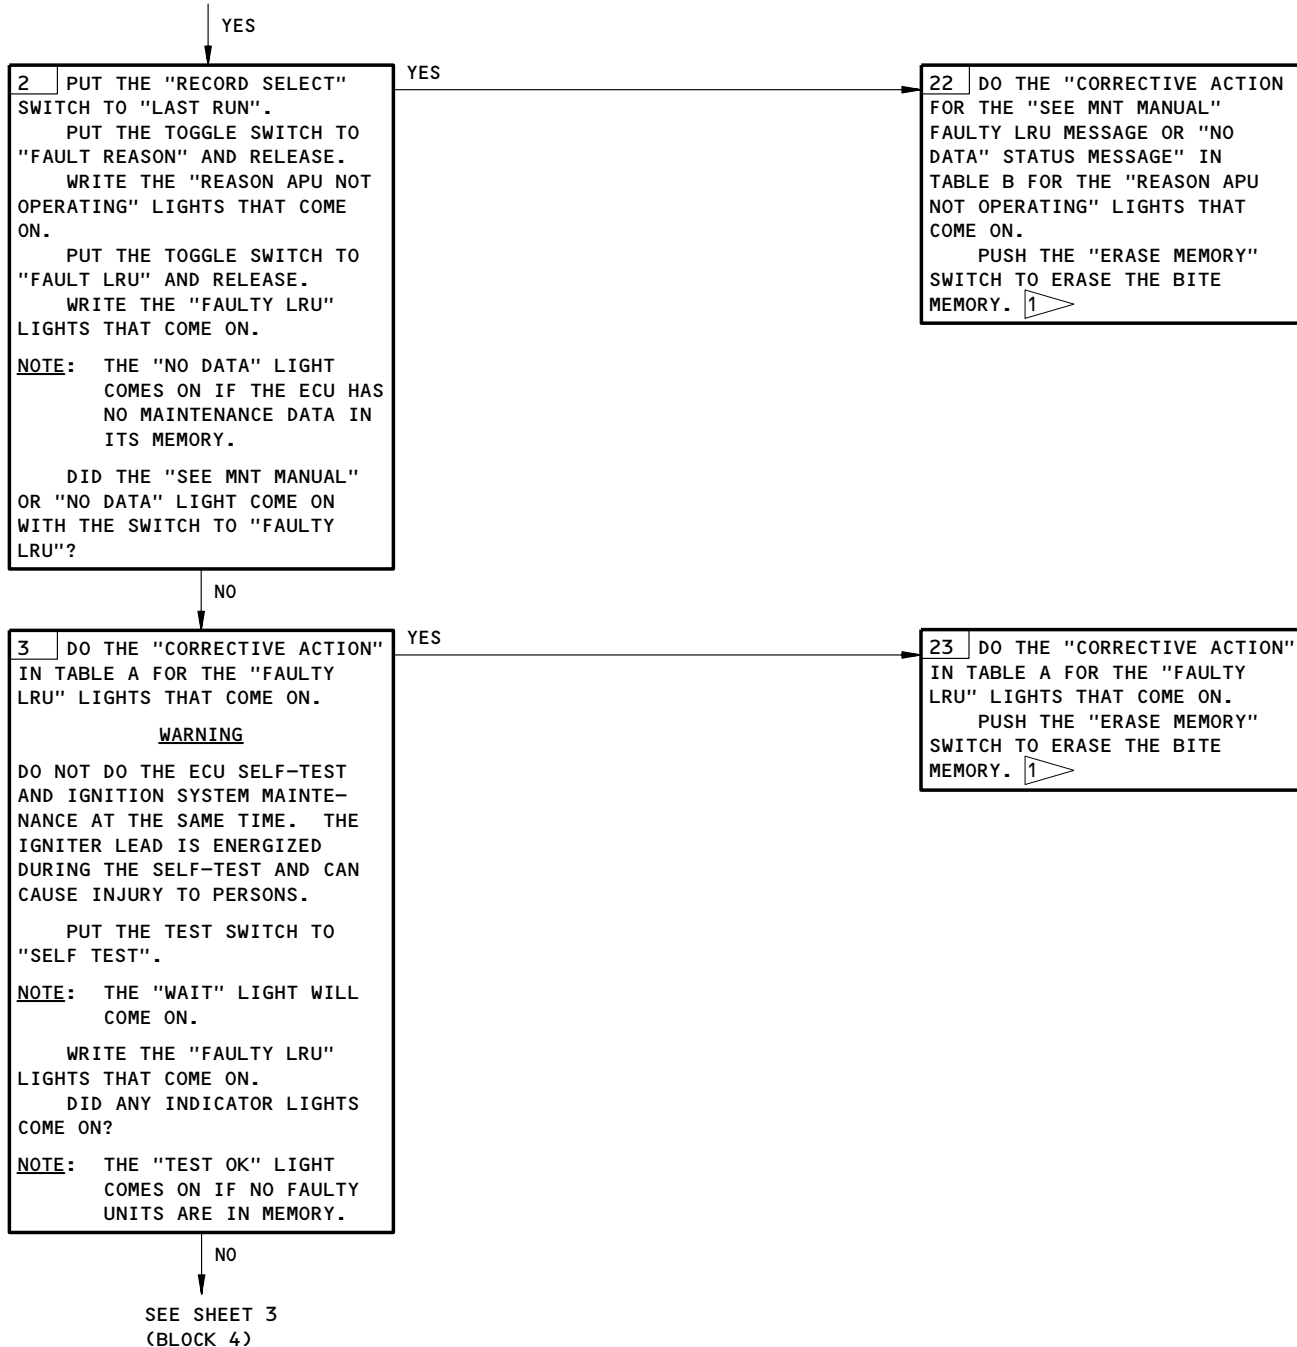 YES
2 PUT THE "RECORD SELECT"
SWITCH TO "LAST RUN".
PUT THE TOGGLE SWITCH TO
"FAULT REASON" AND RELEASE.
WRITE THE "REASON APU NOT
OPERATING" LIGHTS THAT COME
ON.
PUT THE TOGGLE SWITCH TO
"FAULT LRU" AND RELEASE.
WRITE THE "FAULTY LRU"
LIGHTS THAT COME ON.
NOTE: THE "NO DATA" LIGHT
COMES ON IF THE ECU HAS
NO MAINTENANCE DATA IN
ITS MEMORY.
DID THE "SEE MNT MANUAL"
OR "NO DATA" LIGHT COME ON
WITH THE SWITCH TO "FAULTY
LRU"?
YES
22 DO THE "CORRECTIVE ACTION
FOR THE "SEE MNT MANUAL"
FAULTY LRU MESSAGE OR "NO
DATA" STATUS MESSAGE" IN
TABLE B FOR THE "REASON APU
NOT OPERATING" LIGHTS THAT
COME ON.
PUSH THE "ERASE MEMORY"
SWITCH TO ERASE THE BITE
MEMORY. 1
NO
3 DO THE "CORRECTIVE ACTION"
IN TABLE A FOR THE "FAULTY
LRU" LIGHTS THAT COME ON.
WARNING
DO NOT DO THE ECU SELF-TEST
AND IGNITION SYSTEM MAINTE-
NANCE AT THE SAME TIME. THE
IGNITER LEAD IS ENERGIZED
DURING THE SELF-TEST AND CAN
CAUSE INJURY TO PERSONS.
PUT THE TEST SWITCH TO
"SELF TEST".
NOTE: THE "WAIT" LIGHT WILL
COME ON.
WRITE THE "FAULTY LRU"
LIGHTS THAT COME ON.
DID ANY INDICATOR LIGHTS
COME ON?
NOTE: THE "TEST OK" LIGHT
COMES ON IF NO FAULTY
UNITS ARE IN MEMORY.
YES
23 DO THE "CORRECTIVE ACTION"
IN TABLE A FOR THE "FAULTY
LRU" LIGHTS THAT COME ON.
PUSH THE "ERASE MEMORY"
SWITCH TO ERASE THE BITE
MEMORY. 1
NO
SEE SHEET 3
(BLOCK 4)